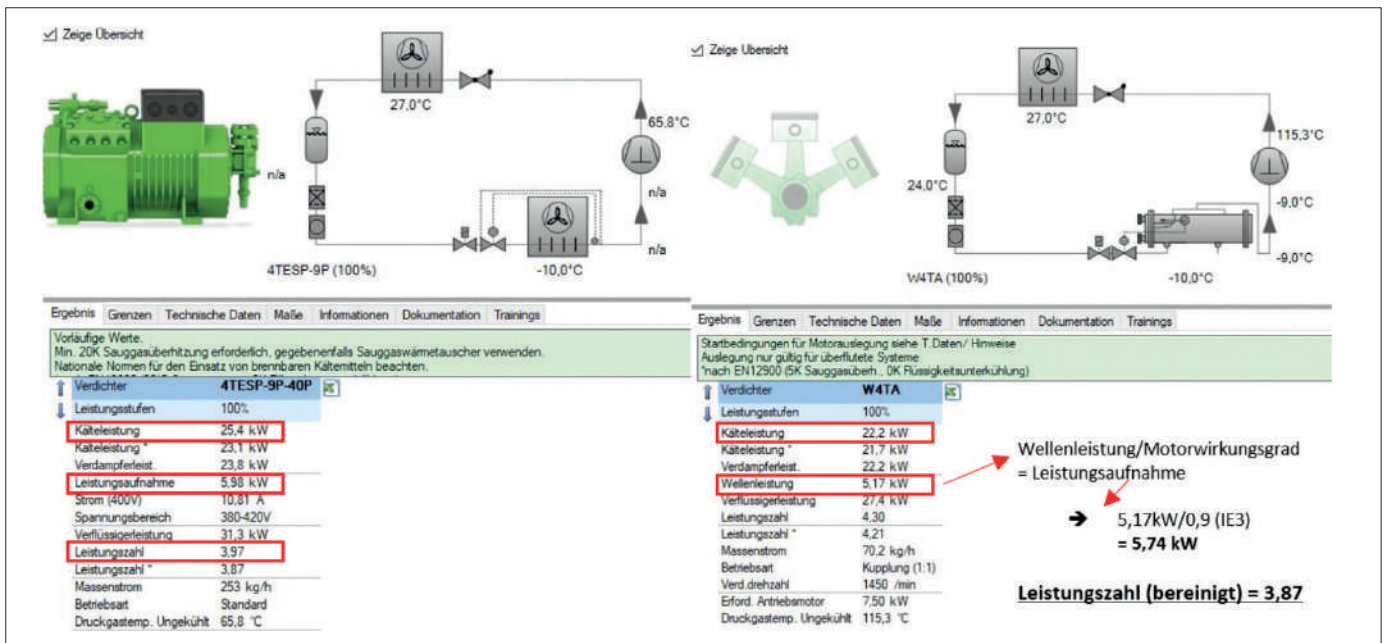 Zeige Übersicht
27,0°C
65,8°C
n/a
n/a
n/a
4TESP-9P (100%)
-10,0°C
Ergebnis Grenzen Technische Daten Maße Informationen Dokumentation Trainings
Vorläufige Werte.
Min. 20K Sauggasüberhitzung erforderlich, gegebenenfalls Sauggaswärmetauscher verwenden.
Nationale Normen für den Einsatz von brennbaren Kältemitteln beachten.
Verdichter 4TESP-9P-40P
Leistungsstufen 100%
Kälteleistung 25,4 kW
Kälteleistung * 23,1 kW
Verdampferleist. 23,8 kW
Leistungsaufnahme 5,98 kW
Strom (400V) 10,81 A
Spannungsbereich 380-420V
Verflüssigerleistung 31,3 kW
Leistungszahl 3,97
Leistungszahl * 3,87
Massenstrom 253 kg/h
Betriebsart Standard
Druckgastemp. Ungekühlt 65,8 °C
Zeige Übersicht
27,0°C
115,3°C
24,0°C
-9,0°C
-9,0°C
W4TA (100%)
-10,0°C
Ergebnis Grenzen Technische Daten Maße Informationen Dokumentation Trainings
Startbedingungen für Motorauslegung siehe T.Daten/ Hinweise
Auslegung nur gültig für überflutete Systeme
*nach EN12900 (5K Sauggasüberh., 0K Flüssigkeitsunterkühlung)
Verdichter W4TA
Leistungsstufen 100%
Kälteleistung 22,2 kW
Kälteleistung * 21,7 kW
Verdampferleist. 22,2 kW
Wellenleistung 5,17 kW
Verflüssigerleistung 27,4 kW
Leistungszahl 4,30
Leistungszahl * 4,21
Massenstrom 70,2 kg/h
Betriebsart Kupplung (1:1)
Verd.drehzahl 1450 /min
Erford. Antriebsmotor 7,50 kW
Druckgastemp. Ungekühlt 115,3 °C
Wellenleistung/Motorwirkungsgrad
= Leistungsaufnahme
➔ 5,17kW/0,9 (IE3)
= 5,74 kW
Leistungszahl (bereinigt) = 3,87